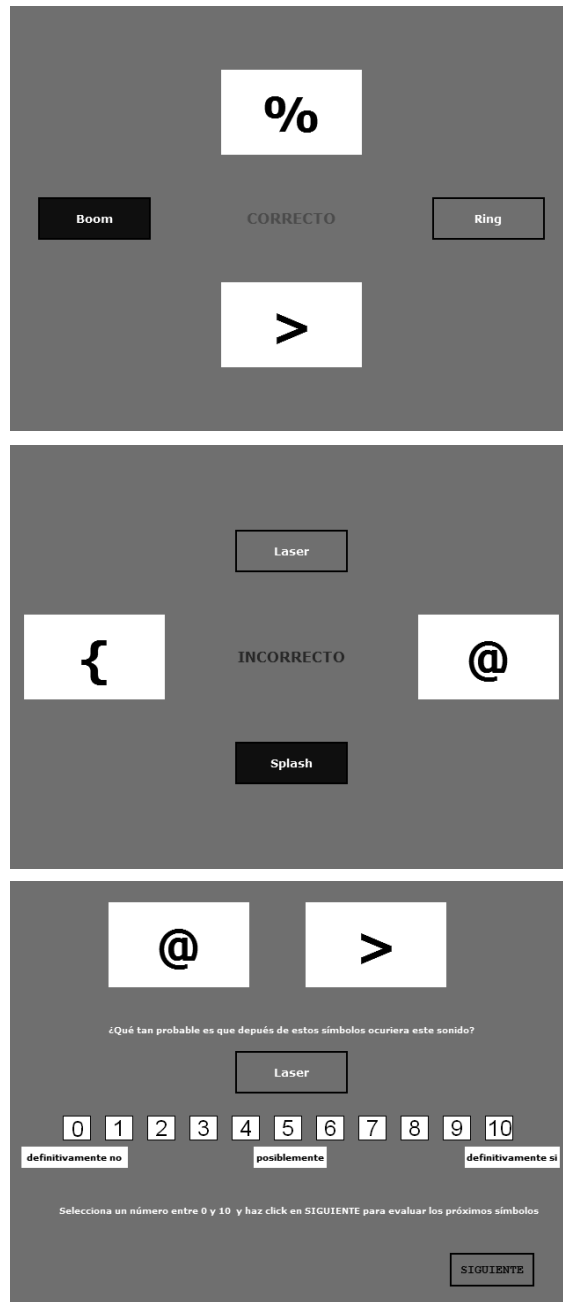 %
Boom CORRECTO Ring
>
Laser
{ INCORRECTO @
Splash
@ >
¿Qué tan probable es que depués de estos símbolos ocuriera este sonido?
Laser
0 1 2 3 4 5 6 7 8 9 10
definitivamente no posiblemente definitivamente si
Selecciona un número entre 0 y 10 y haz click en SIGUIENTE para evaluar los próximos símbolos
SIGUIENTE